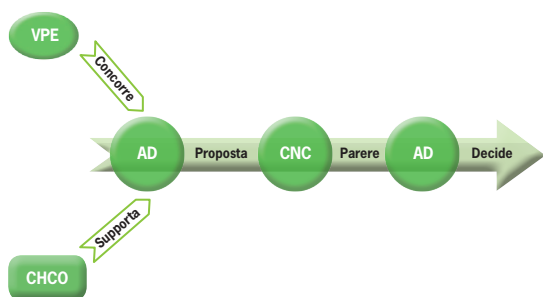 VPE
Concorre
AD Proposta CNC Parere AD Decide
Supporta
CHCO